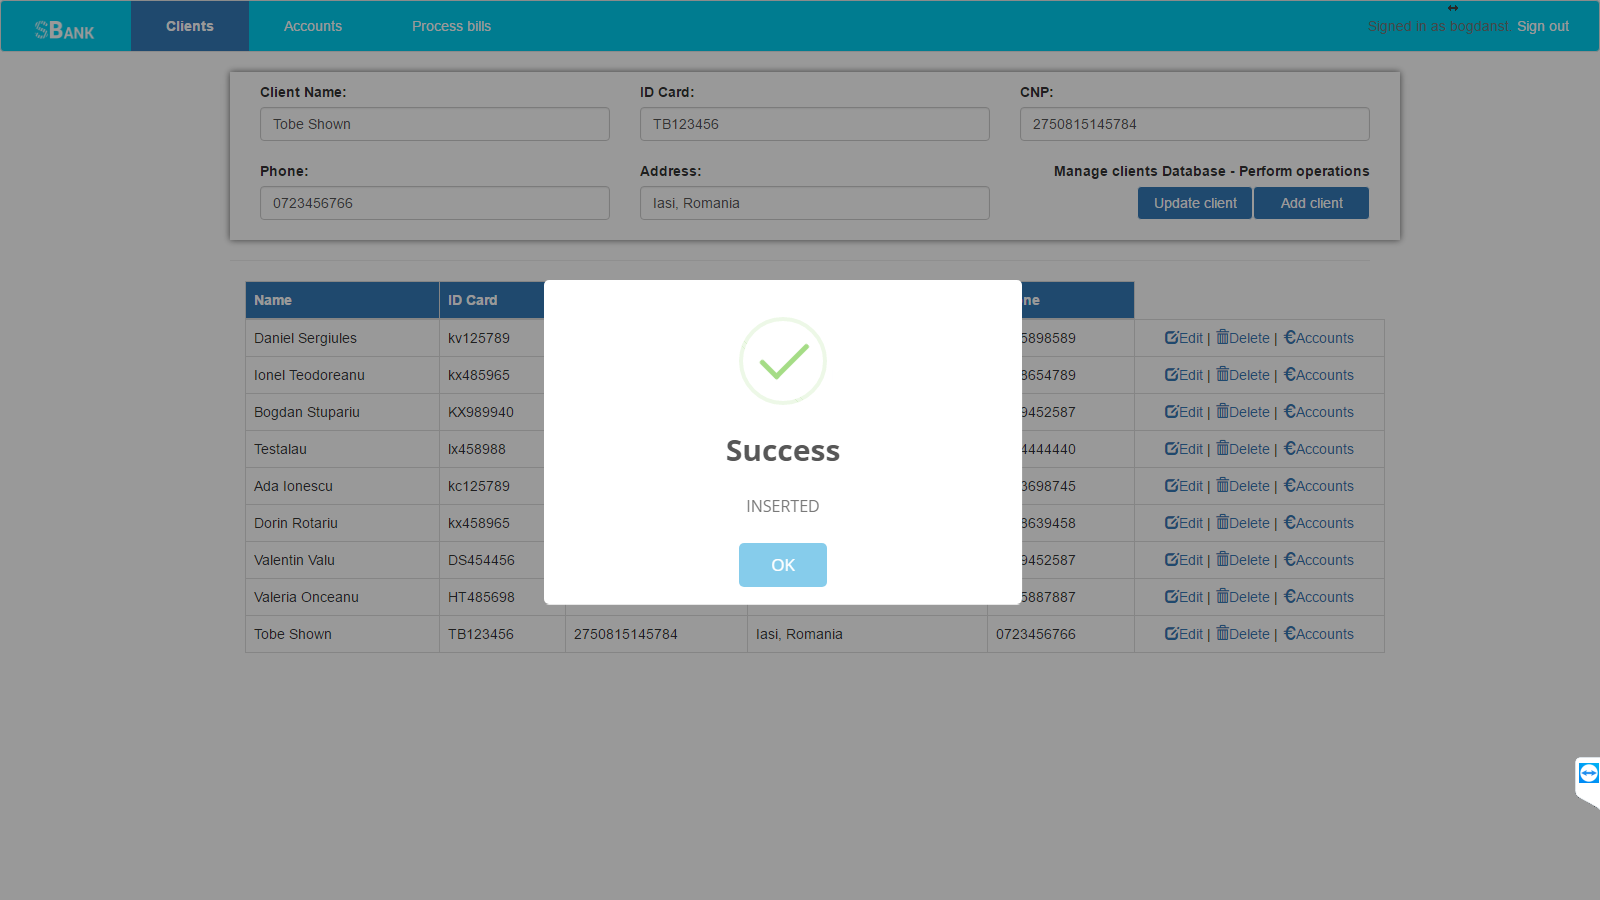 SBANK Clients Accounts Process bills Signed in as bogdanst. Sign out
Client Name: ID Card: CNP:
Tobe Shown TB123456 2750815145784
Phone: Address: Manage clients Database - Perform operations
0723456766 Iasi, Romania Update client Add client
Name ID Card ne
Daniel Sergiules kv125789 5898589 Edit | Delete | €Accounts
Ionel Teodoreanu kx485965 8654789 Edit | Delete | €Accounts
Bogdan Stupariu KX989940 9452587 Edit | Delete | €Accounts
Testalau lx458988 4444440 Edit | Delete | €Accounts
Ada Ionescu kc125789 3698745 Edit | Delete | €Accounts
Dorin Rotariu kx458965 8639458 Edit | Delete | €Accounts
Valentin Valu DS454456 9452587 Edit | Delete | €Accounts
Valeria Onceanu HT485698 5887887 Edit | Delete | €Accounts
Tobe Shown TB123456 2750815145784 Iasi, Romania 0723456766 Edit | Delete | €Accounts
Success
INSERTED
OK